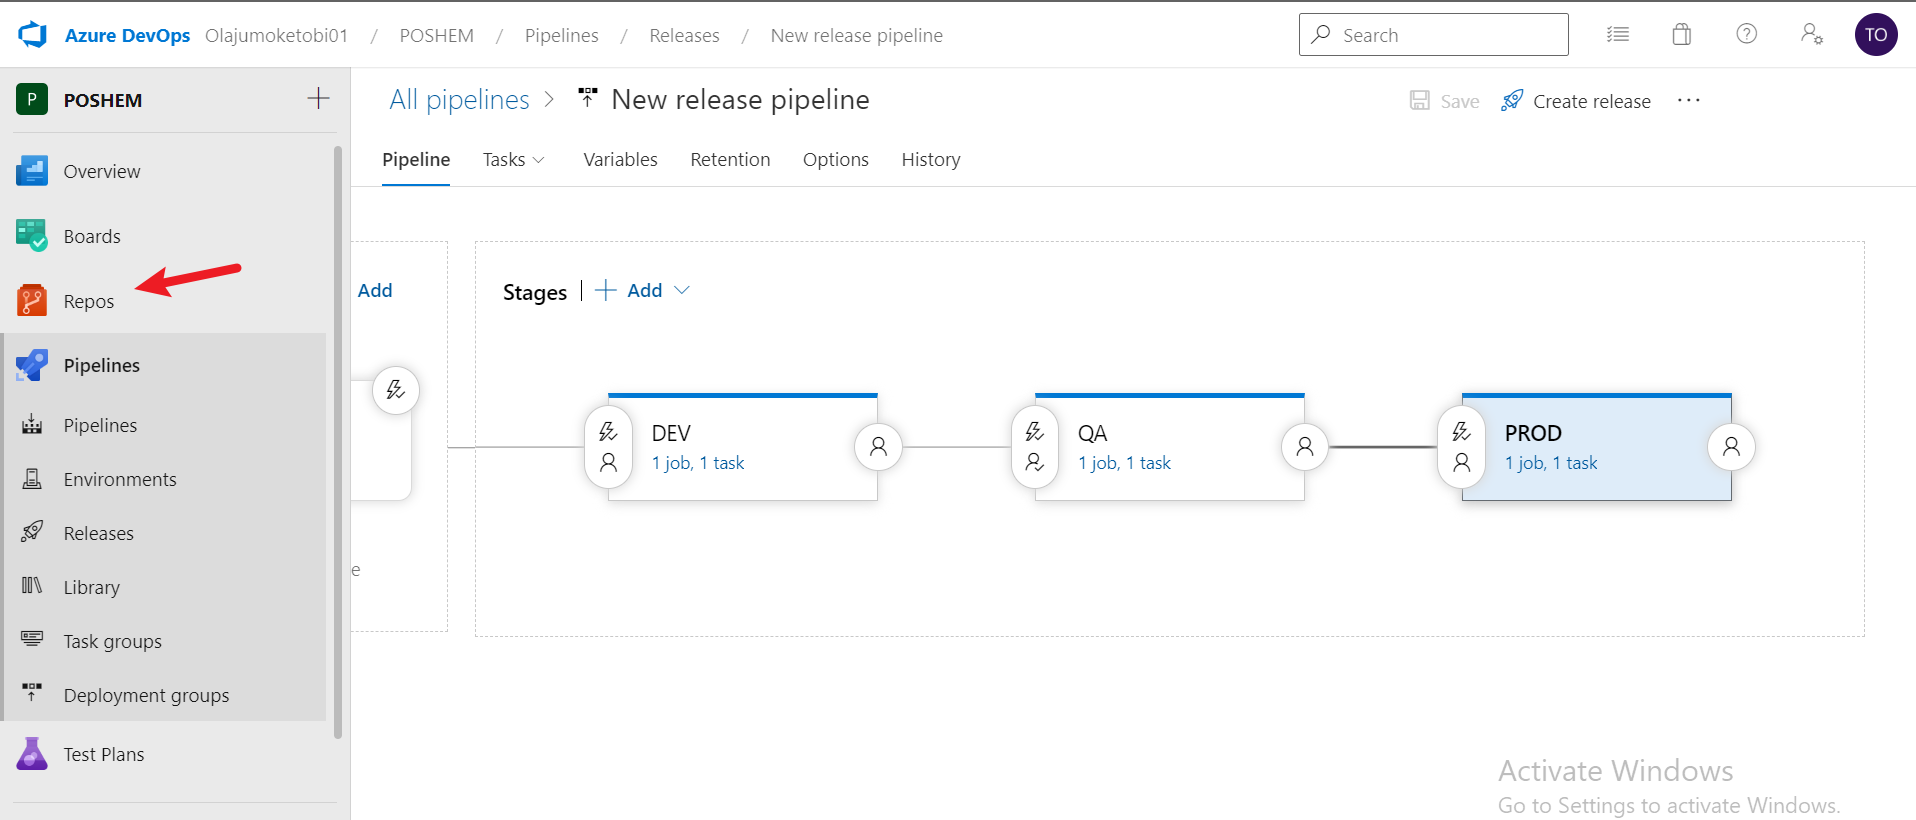 Azure DevOps Olajumoketobi01 / POSHEM / Pipelines / Releases / New release pipeline
Search
TO
P POSHEM
Overview
Boards
Repos
Pipelines
Pipelines
Environments
Releases
Library
Task groups
Deployment groups
Test Plans
All pipelines > New release pipeline
Save Create release ...
Pipeline Tasks Variables Retention Options History
Add
e
Stages | + Add
DEV
1 job, 1 task
QA
1 job, 1 task
PROD
1 job, 1 task
Activate Windows
Go to Settings to activate Windows.